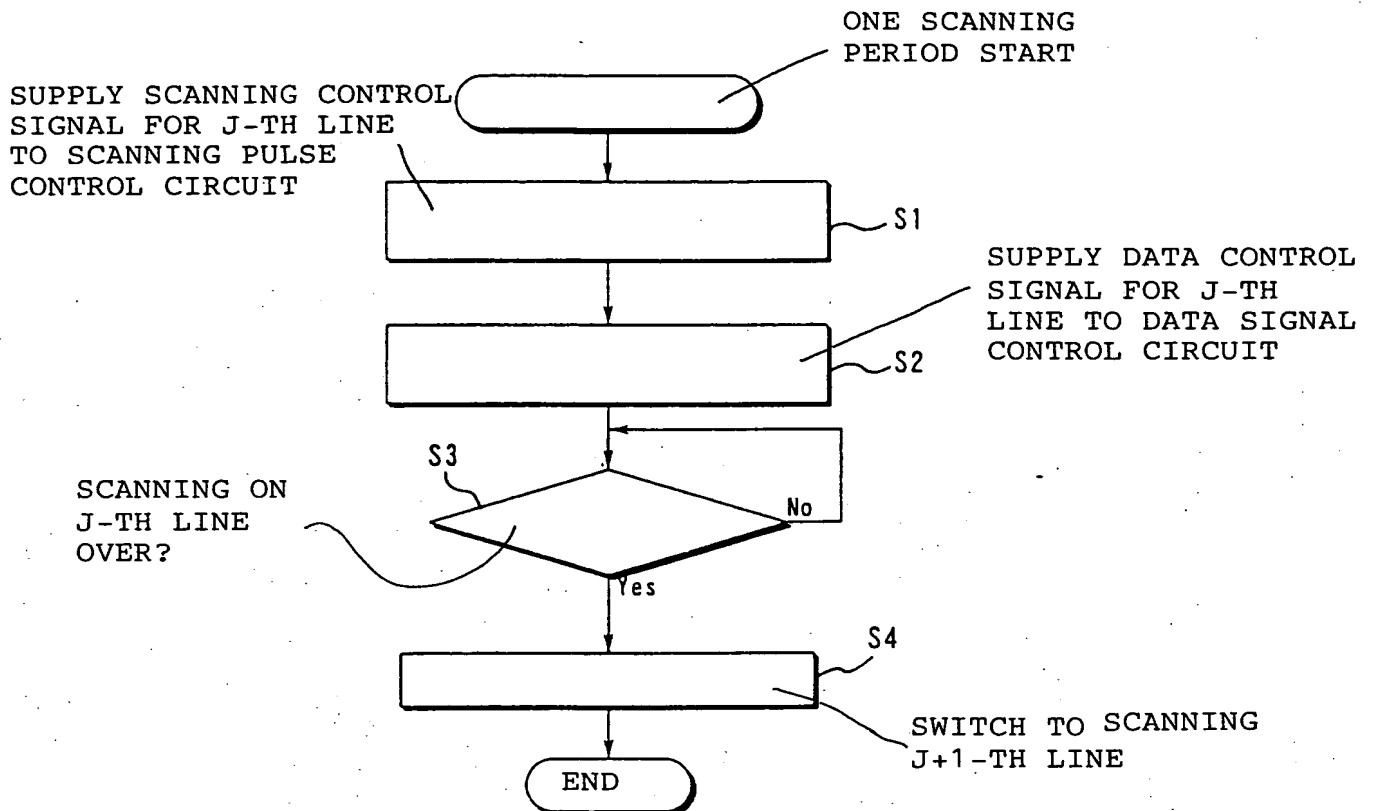 ONE SCANNING
PERIOD START
SUPPLY SCANNING CONTROL
SIGNAL FOR J-TH LINE
TO SCANNING PULSE
CONTROL CIRCUIT
S1
SUPPLY DATA CONTROL
SIGNAL FOR J-TH
LINE TO DATA SIGNAL
CONTROL CIRCUIT
S2
S3
SCANNING ON
J-TH LINE
OVER?
No
Yes
S4
SWITCH TO SCANNING
J+1-TH LINE
END